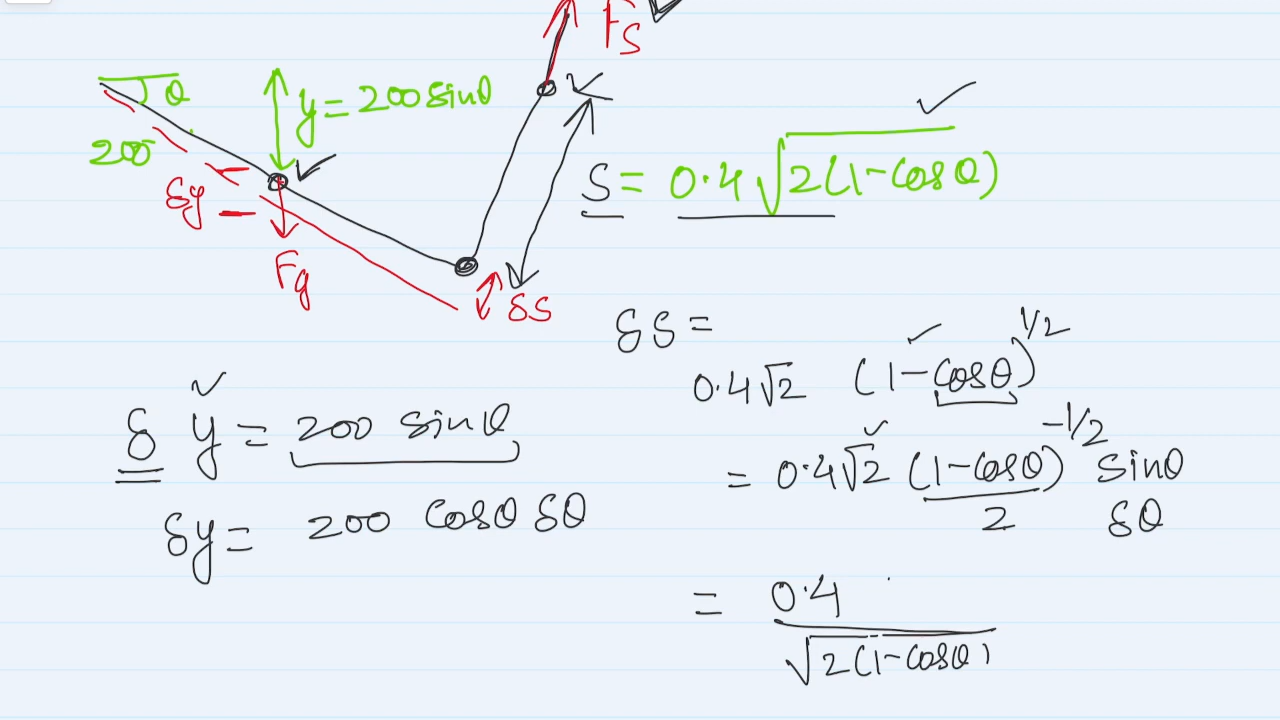 F_S
θ
y = 200 sinθ
200
S = 0.4√2(1-cosθ)
δy
F_g
δS
δS =
0.4√2 (1-cosθ)^1/2
δ y = 200 sinθ
= 0.4√2 (1-cosθ)^-1/2 sinθ
2 δθ
δy = 200 cosθ δθ
= 0.4
√2(1-cosθ)